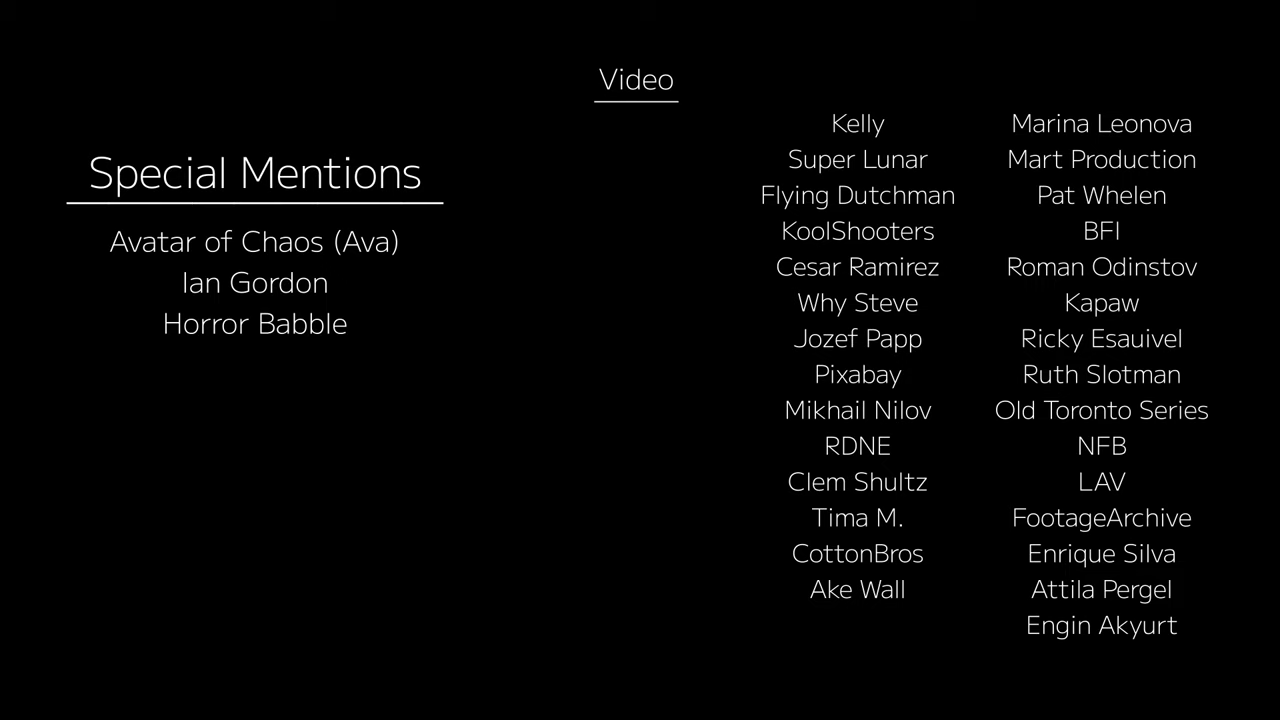 Special Mentions
Avatar of Chaos (Ava)
Ian Gordon
Horror Babble
Video
Kelly
Super Lunar
Flying Dutchman
KoolShooters
Cesar Ramirez
Why Steve
Jozef Papp
Pixabay
Mikhail Nilov
RDNE
Clem Shultz
Tima M.
CottonBros
Ake Wall
Marina Leonova
Mart Production
Pat Whelen
BFI
Roman Odinstov
Kapaw
Ricky Esauivel
Ruth Slotman
Old Toronto Series
NFB
LAV
FootageArchive
Enrique Silva
Attila Pergel
Engin Akyurt